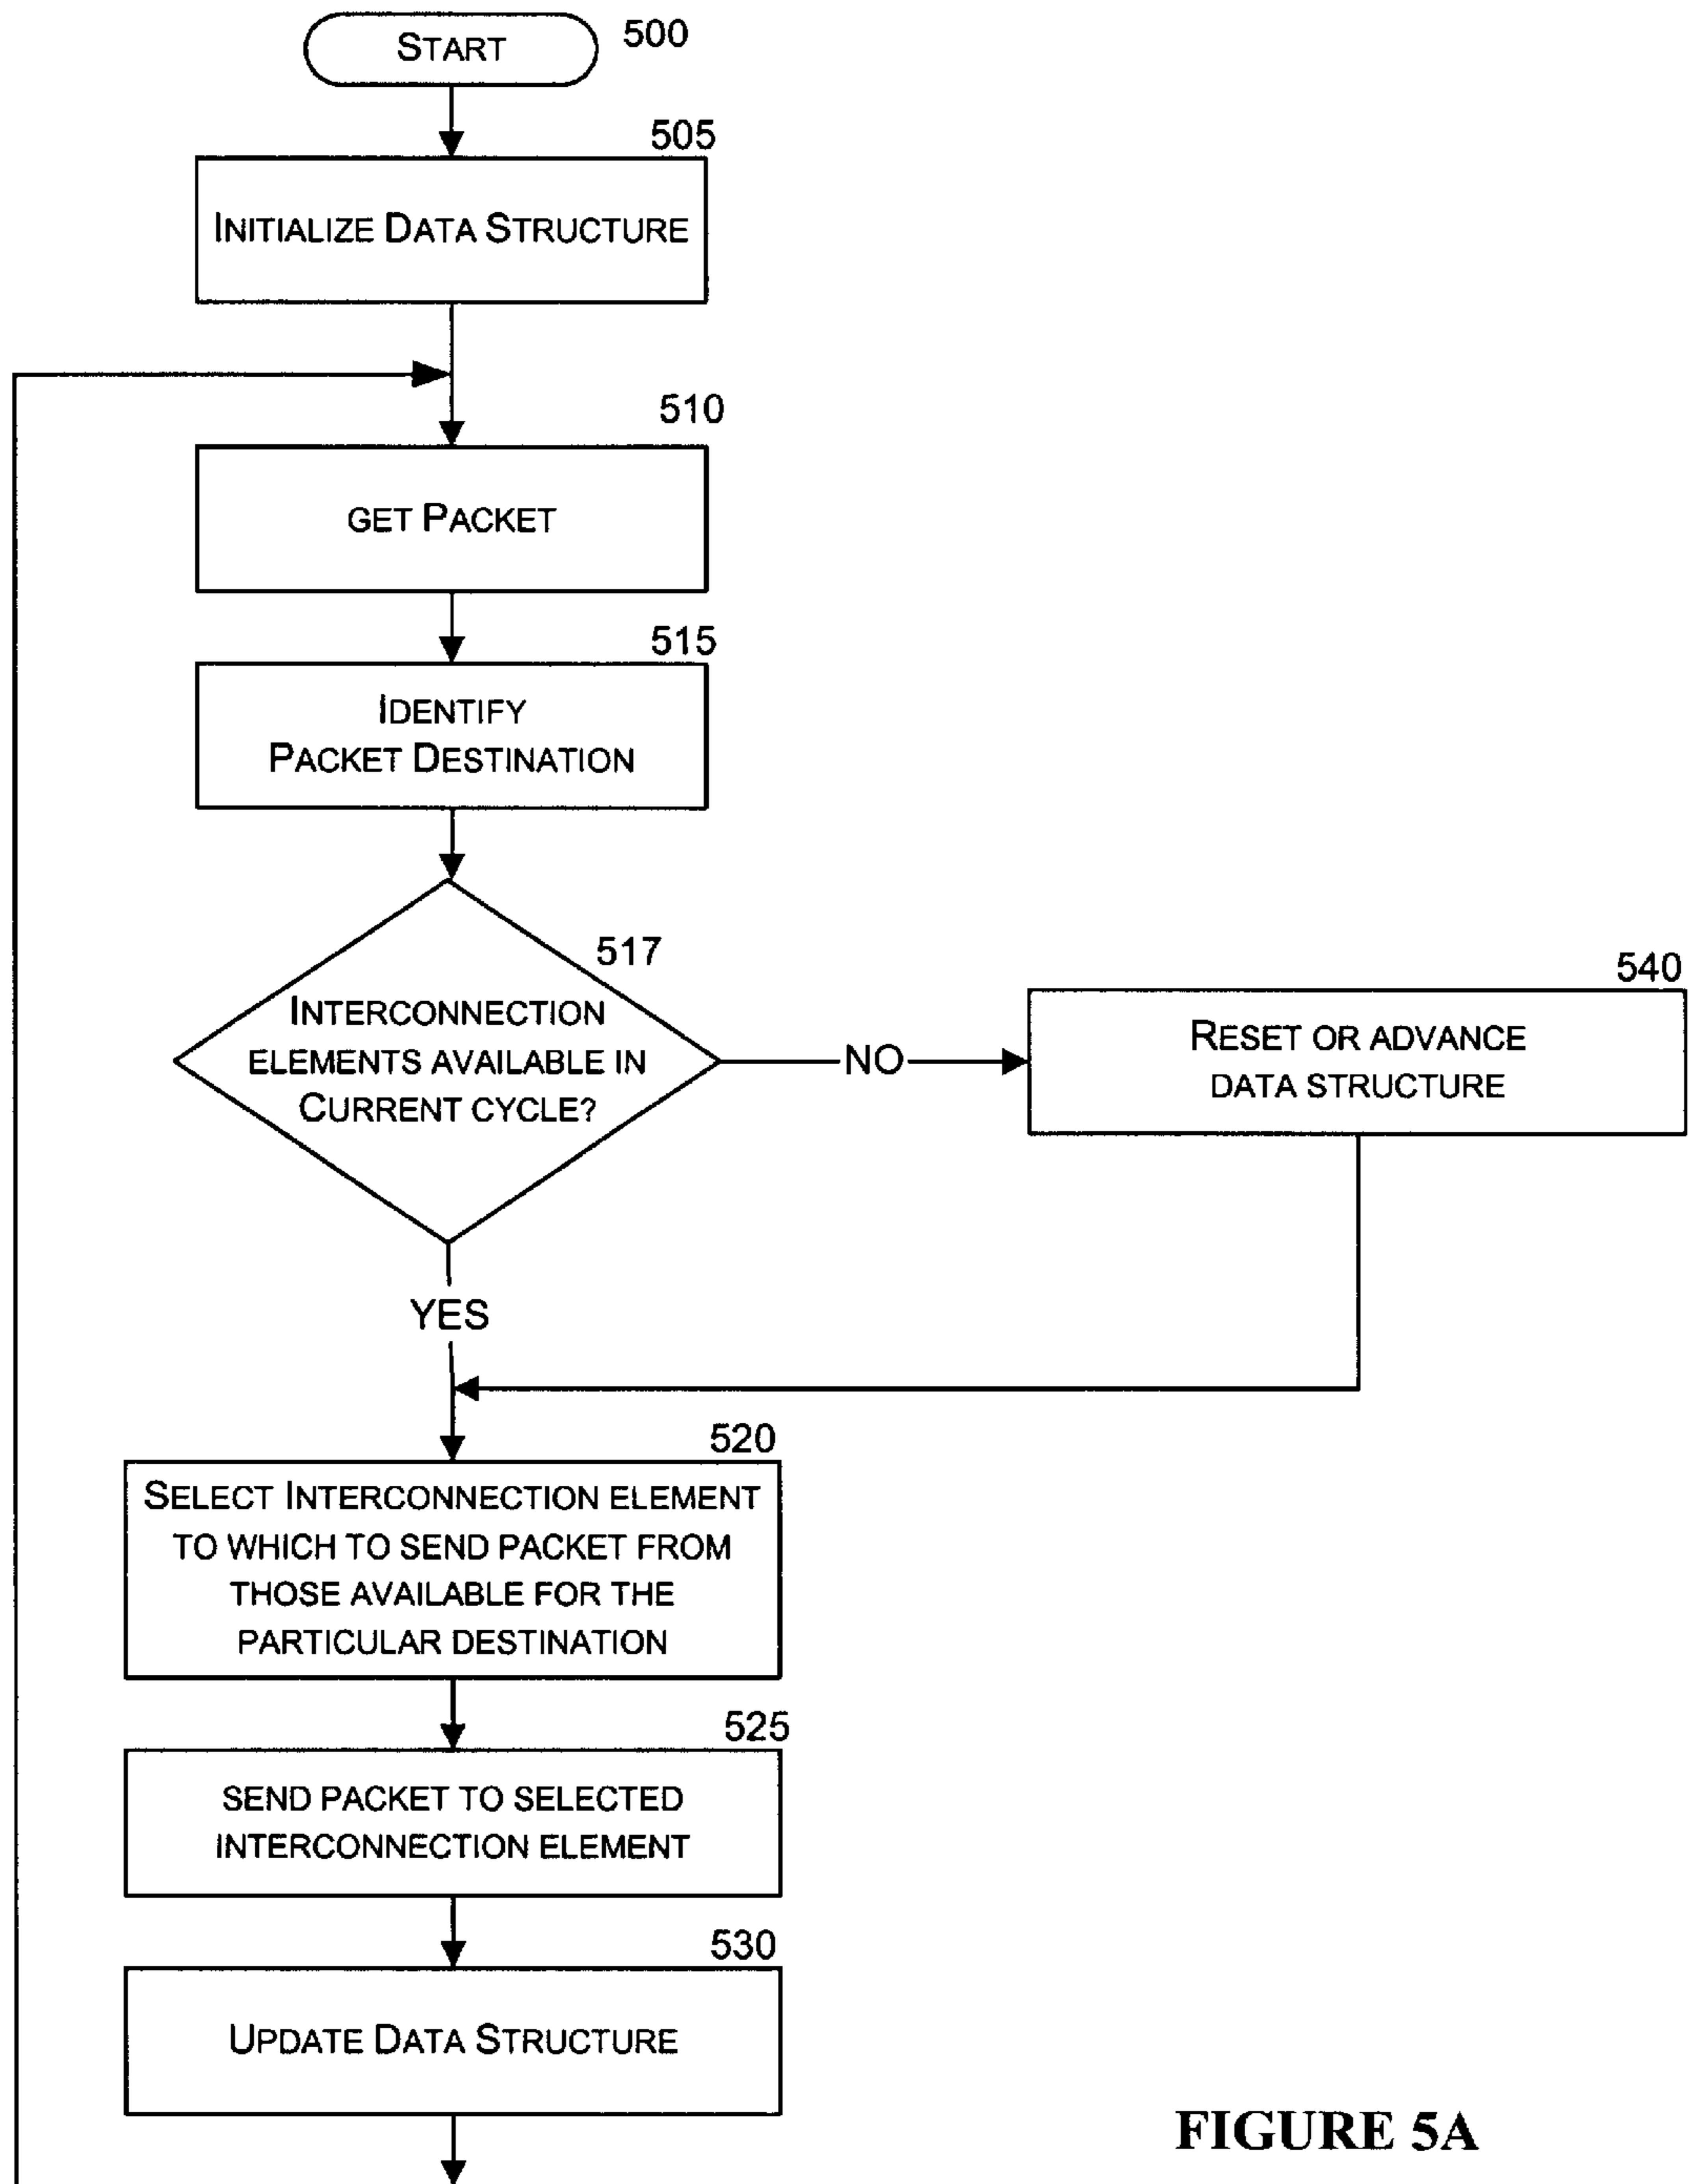 START
500
505
INITIALIZE DATA STRUCTURE
510
GET PACKET
515
IDENTIFY
PACKET DESTINATION
517
INTERCONNECTION
ELEMENTS AVAILABLE IN
CURRENT CYCLE?
NO
540
RESET OR ADVANCE
DATA STRUCTURE
YES
520
SELECT INTERCONNECTION ELEMENT
TO WHICH TO SEND PACKET FROM
THOSE AVAILABLE FOR THE
PARTICULAR DESTINATION
525
SEND PACKET TO SELECTED
INTERCONNECTION ELEMENT
530
UPDATE DATA STRUCTURE
FIGURE 5A